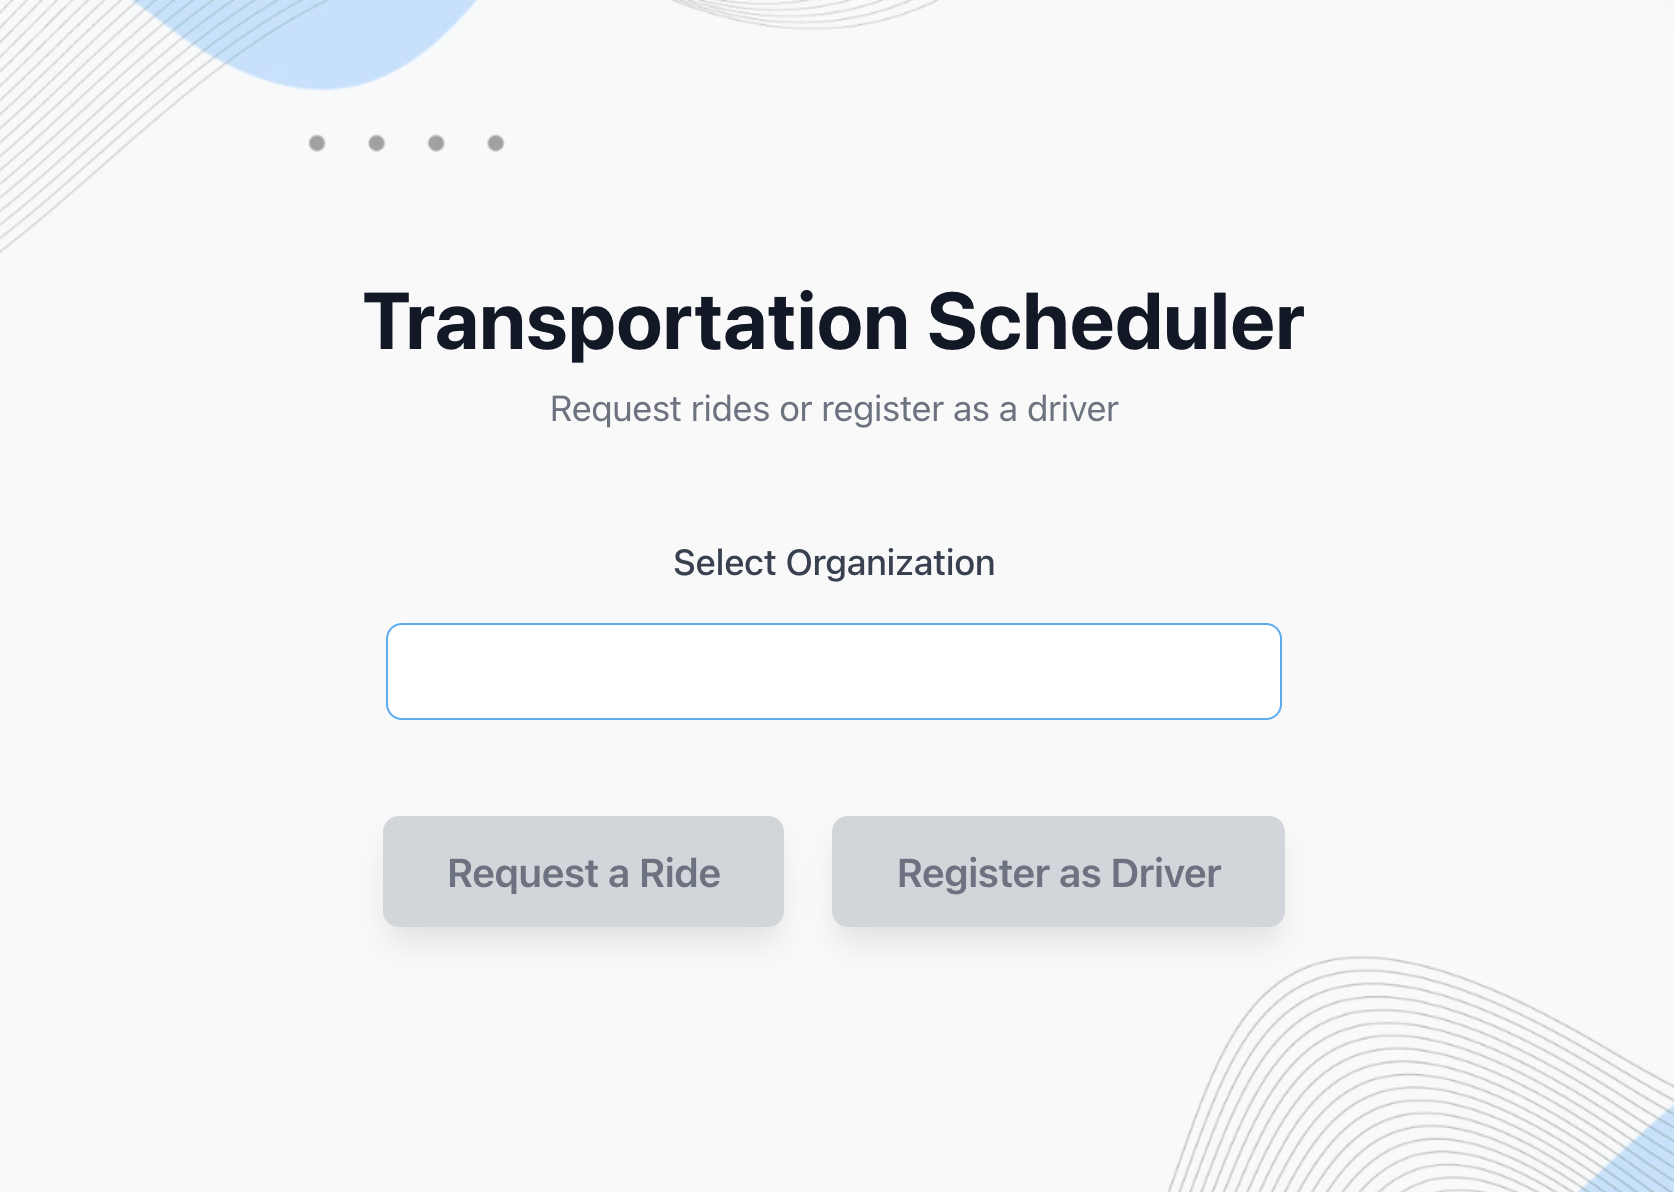 Transportation Scheduler
Request rides or register as a driver
Select Organization
Request a Ride
Register as Driver